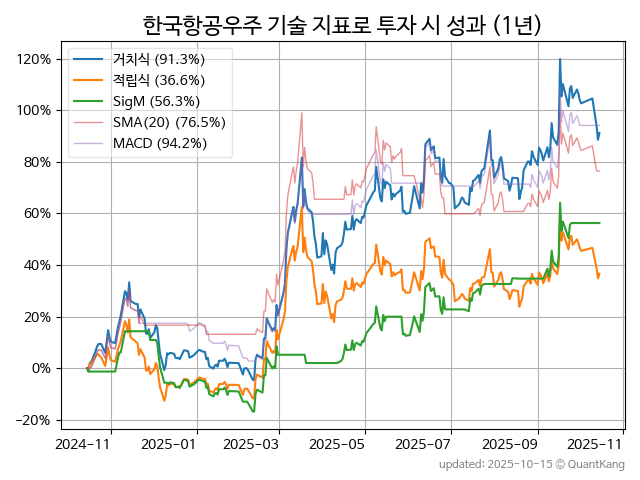 한국항공우주 기술 지표로 투자 시 성과 (1년)
거치식 (91.3%)
적립식 (36.6%)
SigM (56.3%)
SMA(20) (76.5%)
MACD (94.2%)
120%
100%
80%
60%
40%
20%
0%
−20%
2024-11 2025-01 2025-03 2025-05 2025-07 2025-09 2025-11
updated: 2025-10-15 © QuantKang